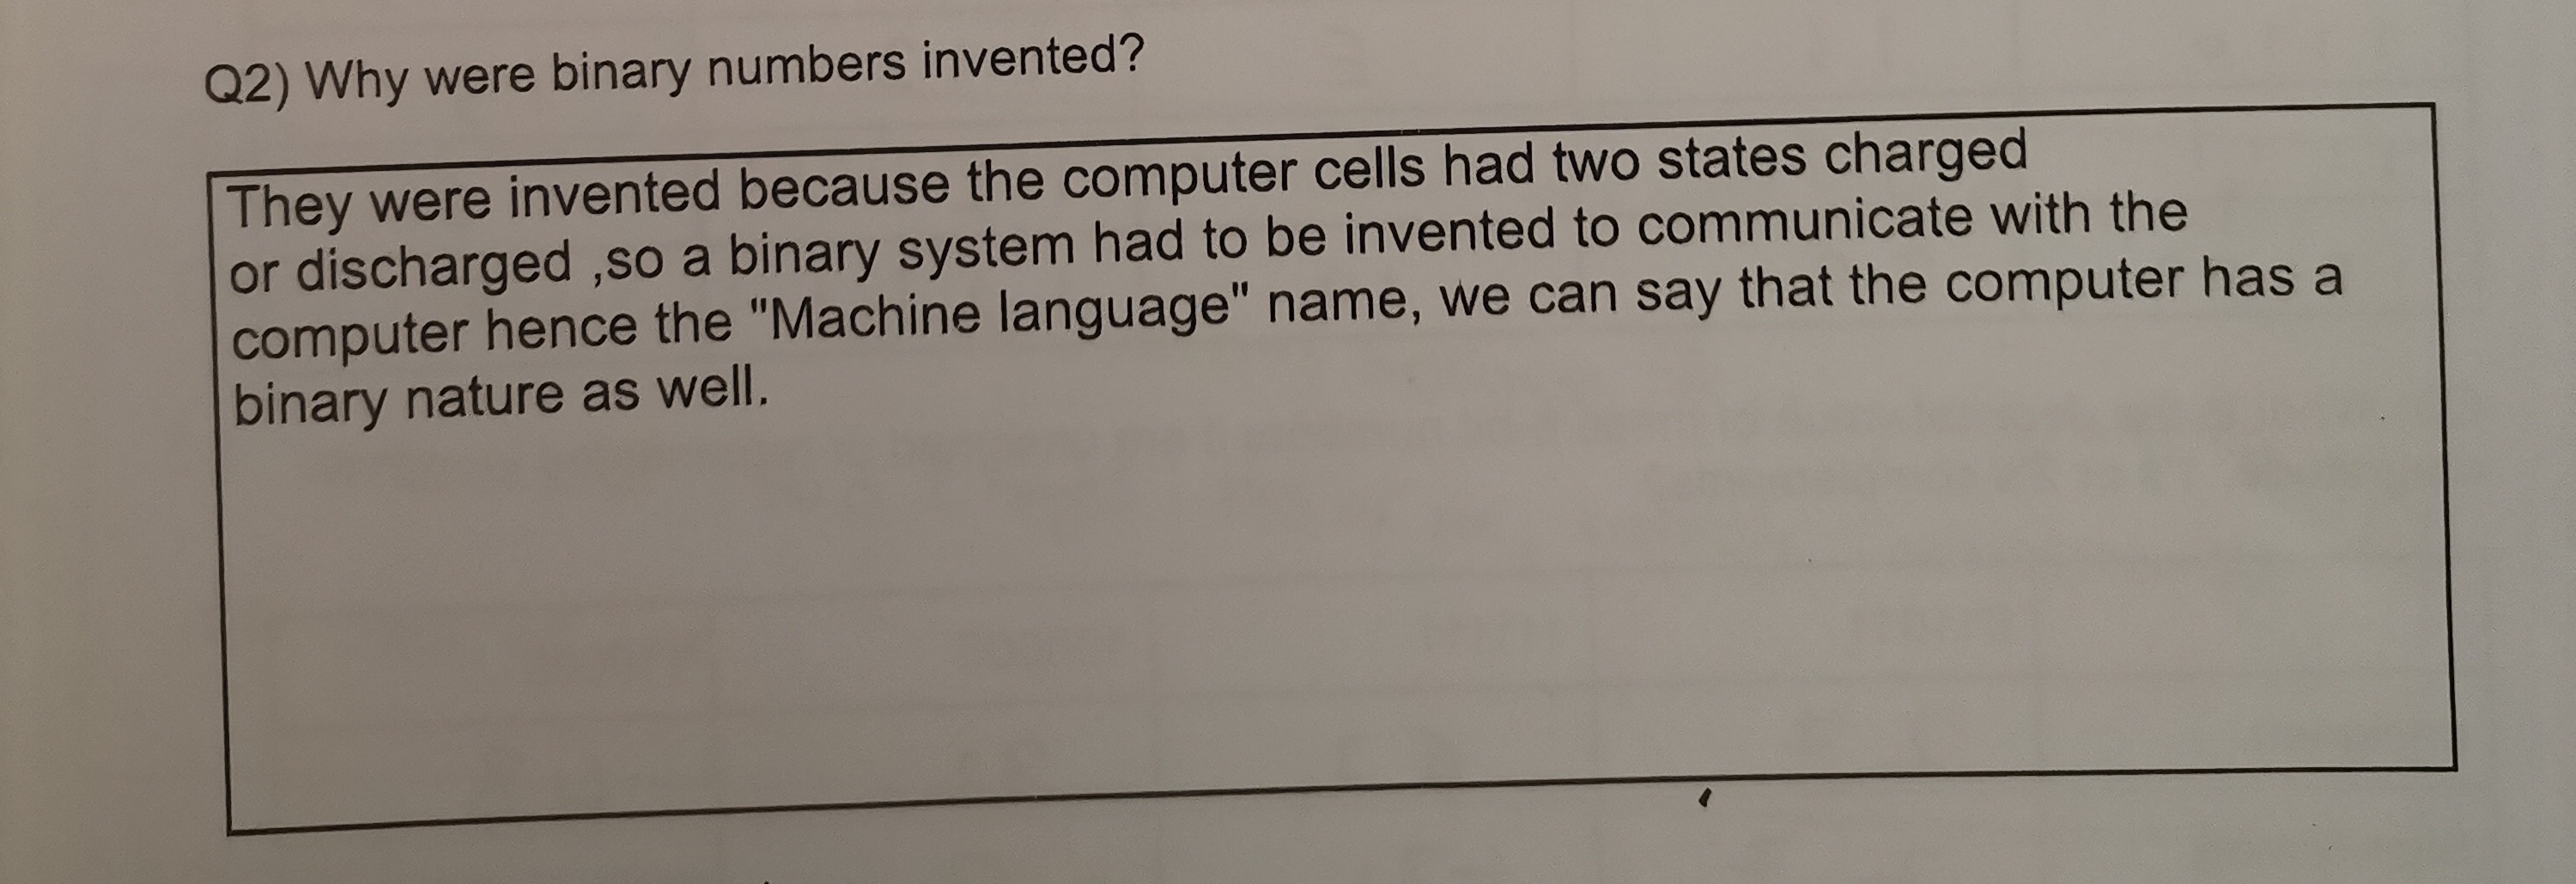 Q2) Why were binary numbers invented?
They were invented because the computer cells had two states charged
or discharged ,so a binary system had to be invented to communicate with the
computer hence the "Machine language" name, we can say that the computer has a
binary nature as well.